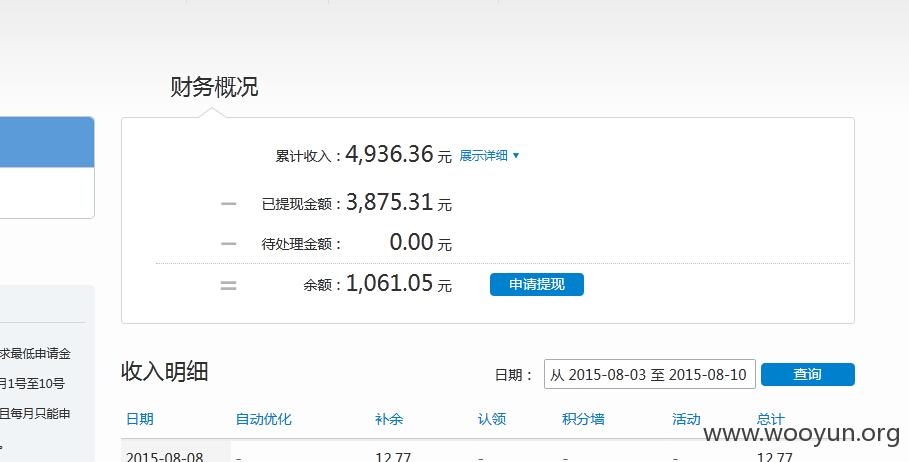 财务概况
累计收入：4,936.36 元 展示详细 ▼
— 已提现金额：3,875.31 元
— 待处理金额： 0.00 元
= 余额：1,061.05 元 申请提现
求最低申请金
月1号至10号
且每月只能申
。
收入明细 日期： 从 2015-08-03 至 2015-08-10 查询
日期 自动优化 补余 认领 积分墙 活动 总计
www.wooyun.org
2015-08-08 - 12.77 - - - 12.77